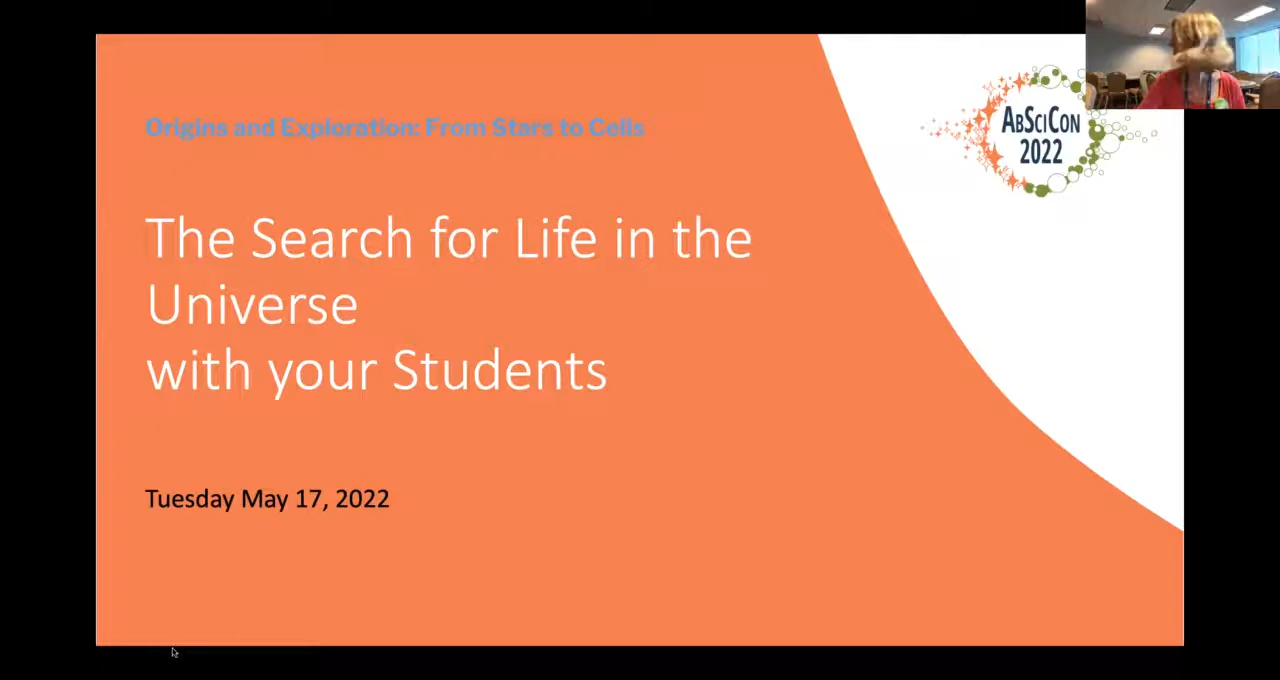 Origins and Exploration: From Stars to Cells
ABSCICON
2022
The Search for Life in the
Universe
with your Students
Tuesday May 17, 2022